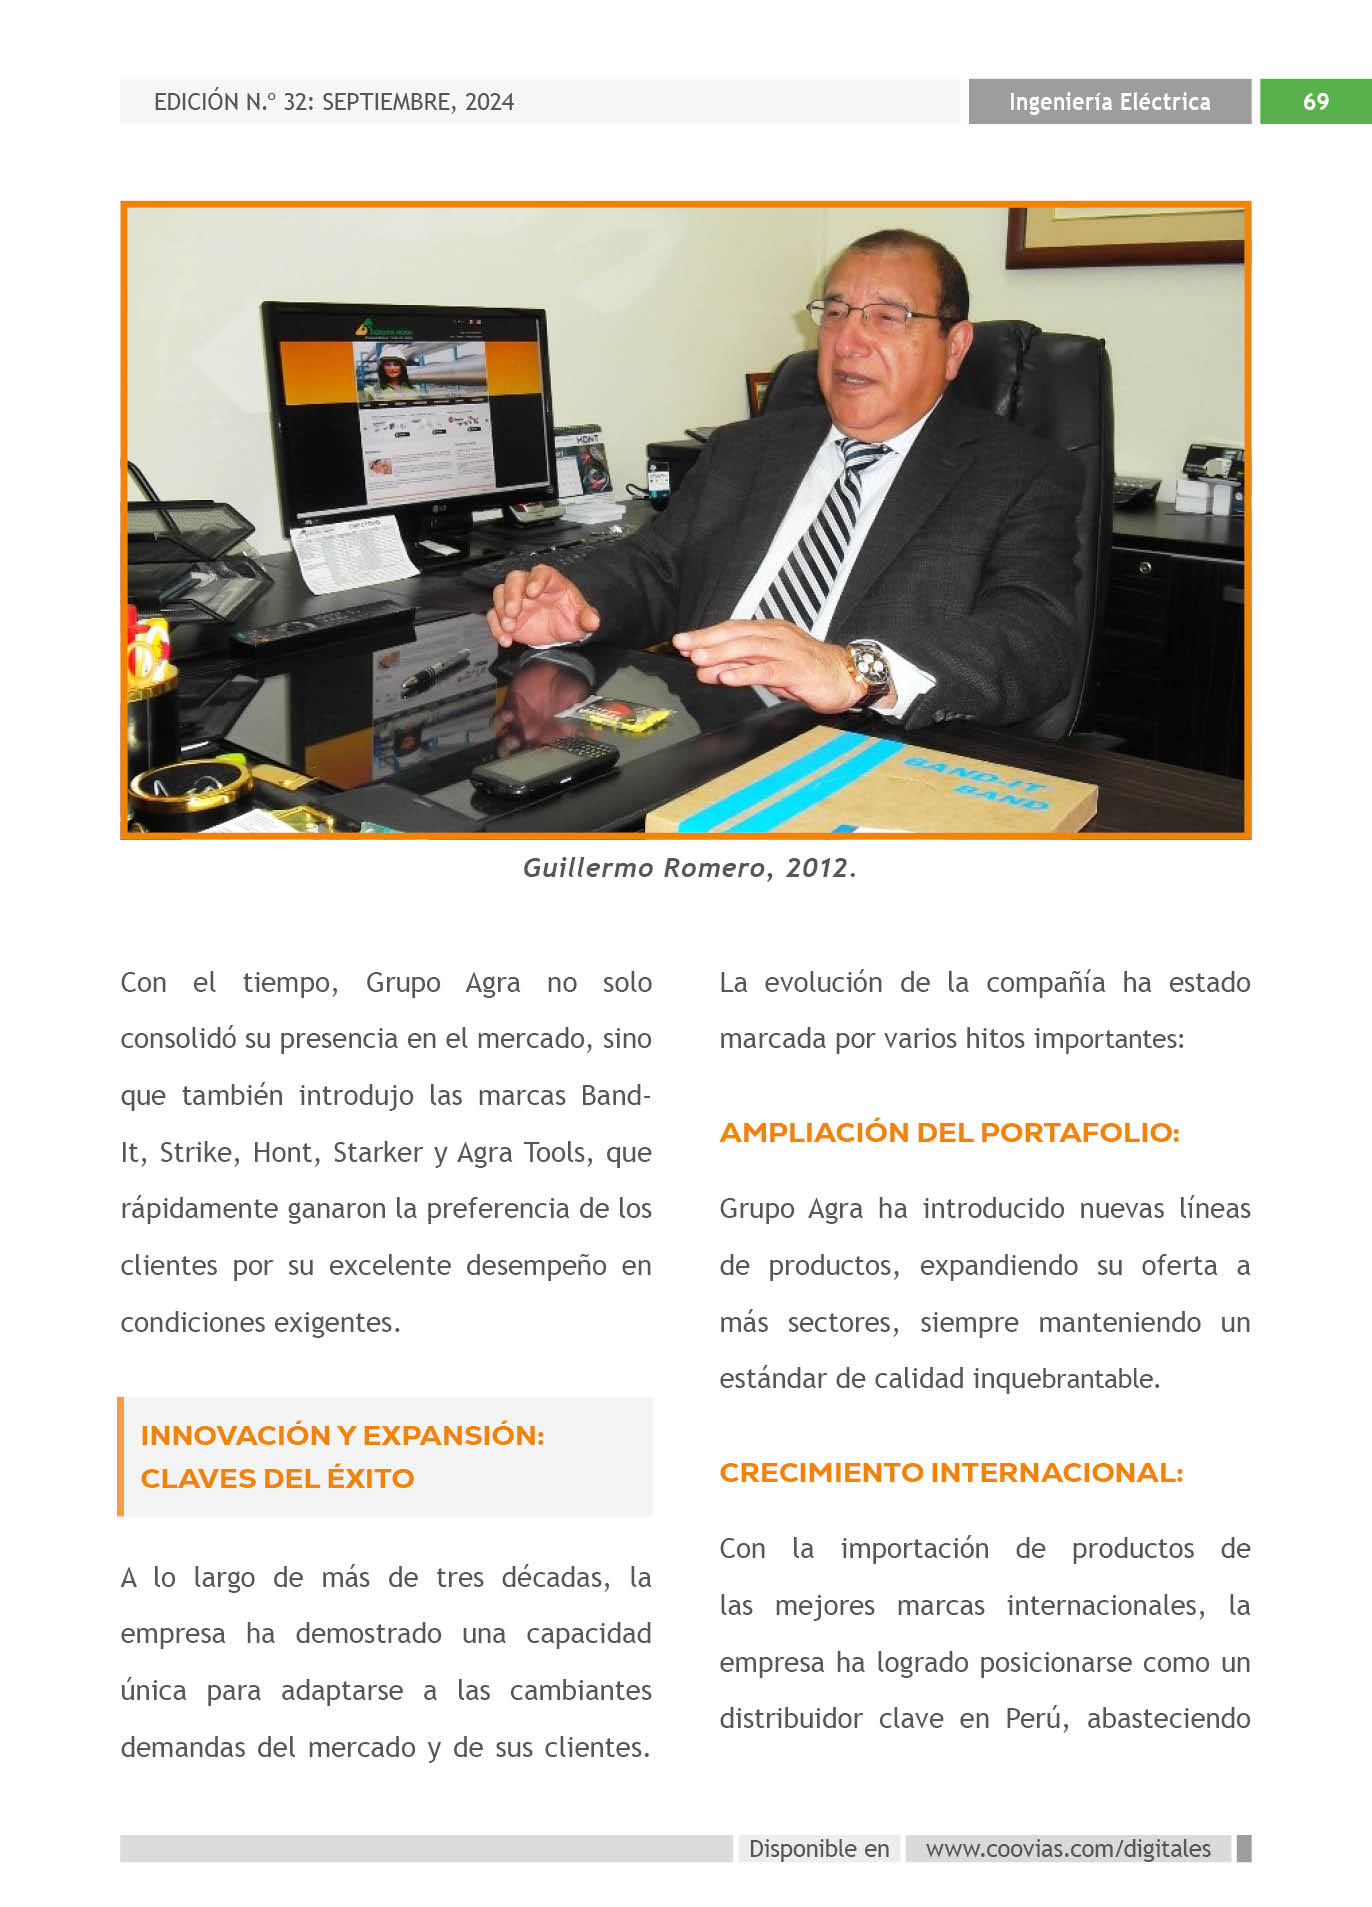 EDICIÓN N.º 32: SEPTIEMBRE, 2024
Ingeniería Eléctrica
69
HONT
LG
BAND-IT
BAND
Guillermo Romero, 2012.
Con el tiempo, Grupo Agra no solo
consolidó su presencia en el mercado, sino
que también introdujo las marcas Band-
It, Strike, Hont, Starker y Agra Tools, que
rápidamente ganaron la preferencia de los
clientes por su excelente desempeño en
condiciones exigentes.
INNOVACIÓN Y EXPANSIÓN:
CLAVES DEL ÉXITO
A lo largo de más de tres décadas, la
empresa ha demostrado una capacidad
única para adaptarse a las cambiantes
demandas del mercado y de sus clientes.
La evolución de la compañía ha estado
marcada por varios hitos importantes:
AMPLIACIÓN DEL PORTAFOLIO:
Grupo Agra ha introducido nuevas líneas
de productos, expandiendo su oferta a
más sectores, siempre manteniendo un
estándar de calidad inquebrantable.
CRECIMIENTO INTERNACIONAL:
Con la importación de productos de
las mejores marcas internacionales, la
empresa ha logrado posicionarse como un
distribuidor clave en Perú, abasteciendo
Disponible en
www.coovias.com/digitales